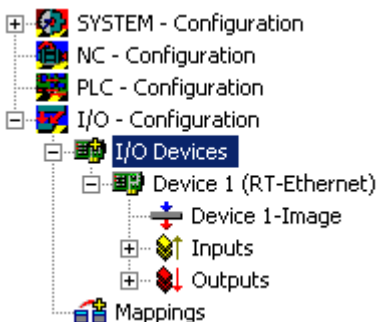 SYSTEM - Configuration
NC - Configuration
PLC - Configuration
I/O - Configuration
I/O Devices
Device 1 (RT-Ethernet)
Device 1-Image
Inputs
Outputs
Mappings